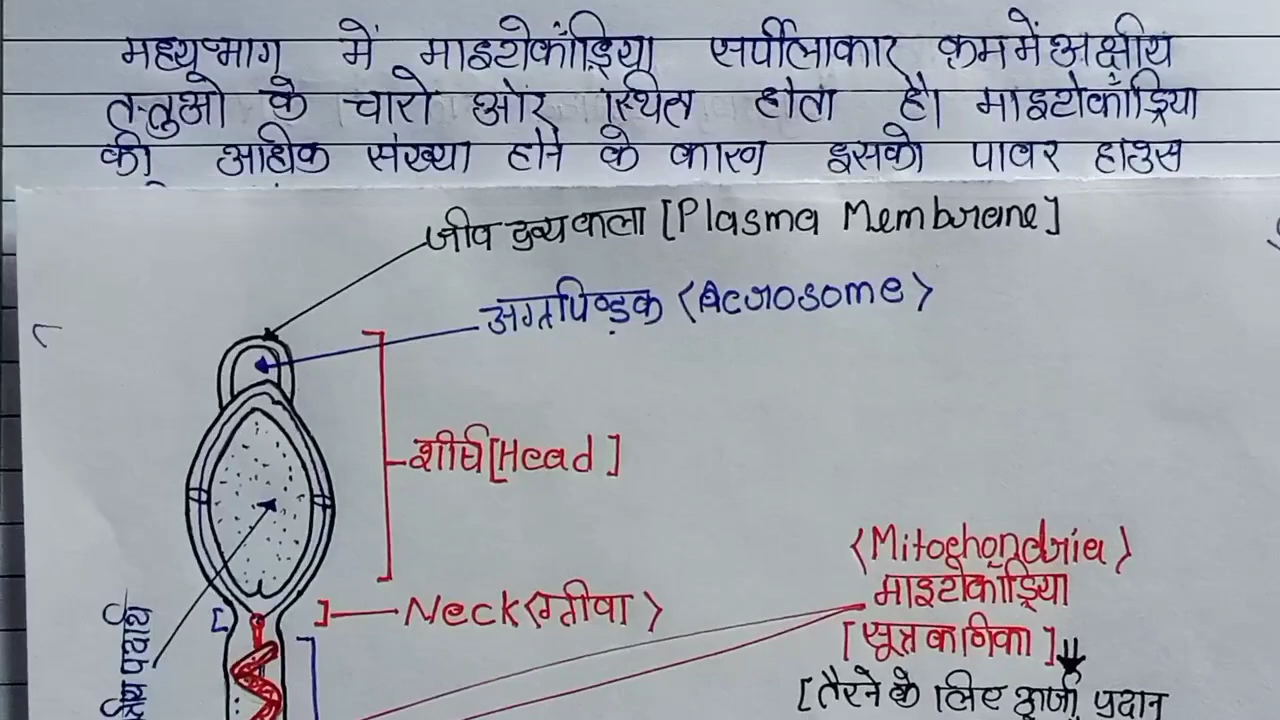 मध्य भाग में माइटोकॉंड्रिया सर्पीलाकार क्रम में अक्षीय
तन्तुओ के चारो ओर स्थित होता है। माइटोकॉंड्रिया
की अधिक संख्या होने के कारण इसको पावर हाउस
जीव द्रव्य कला [Plasma Membrane]
अग्रपिण्डक <Acrosome>
शीर्ष [Head]
<Mitochondria>
माइटोकॉंड्रिया
Neck <ग्रीवा>
[सूत्र कणिका]
[तैरने के लिए ऊर्जा प्रदान
पदार्थ